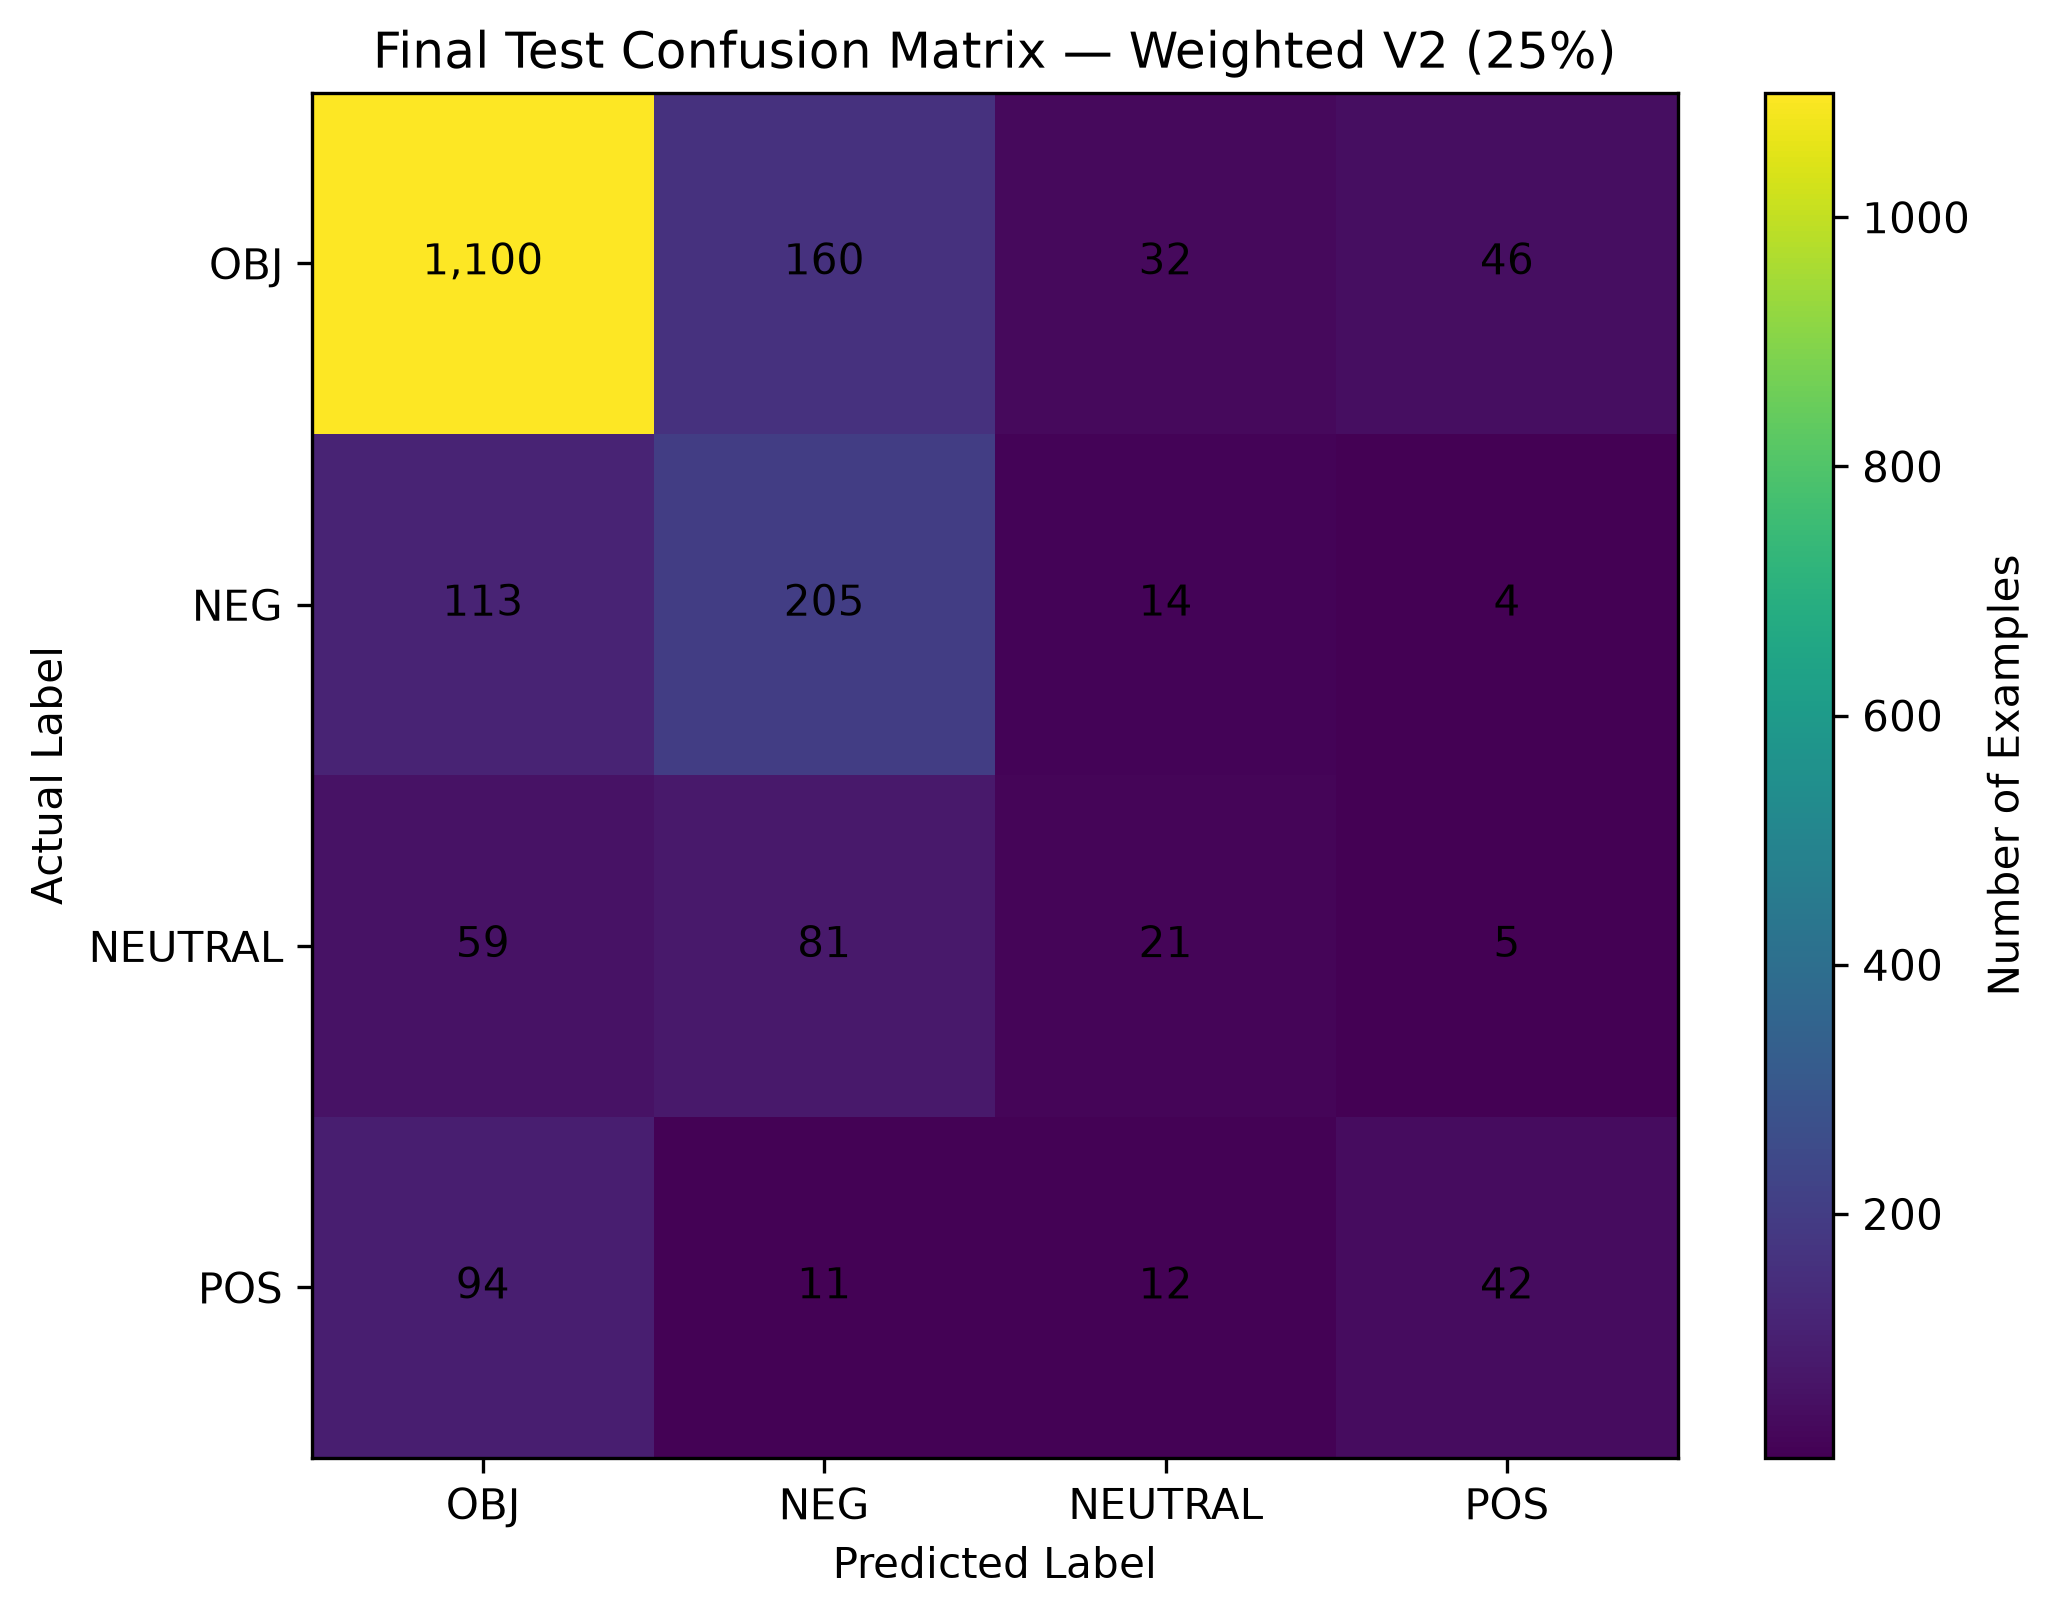 Final Test Confusion Matrix — Weighted V2 (25%)
OBJ 1,100 160 32 46
NEG 113 205 14 4
NEUTRAL 59 81 21 5
POS 94 11 12 42
OBJ NEG NEUTRAL POS
Predicted Label
Actual Label
1000
800
600
400
200
Number of Examples